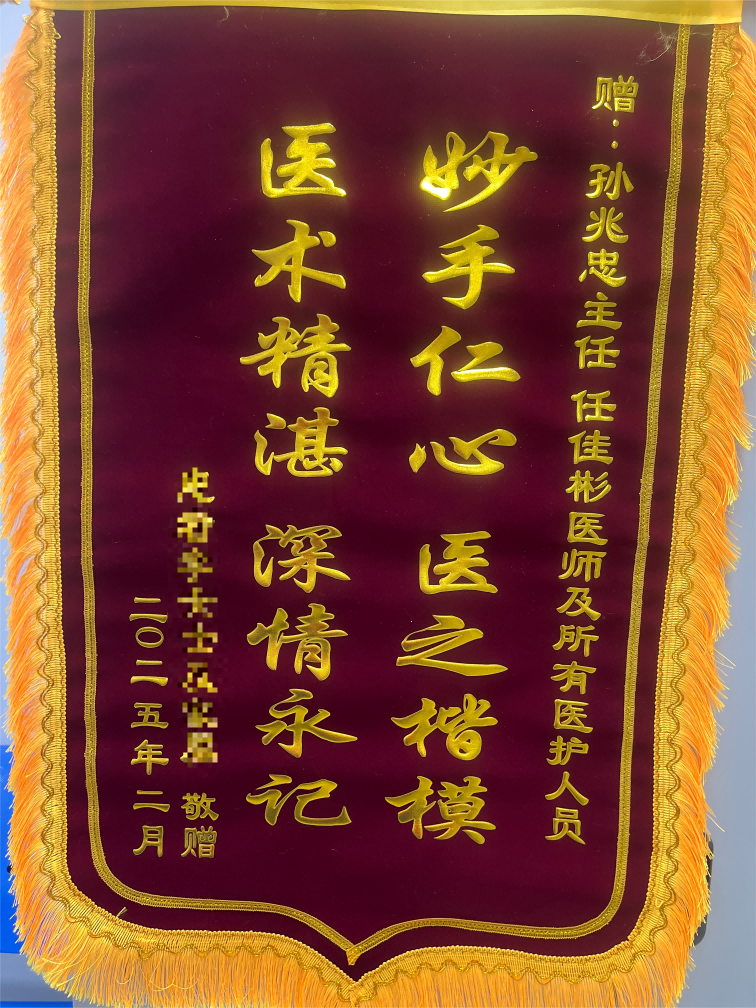 赠：孙兆忠主任 任佳彬医师及所有医护人员
妙手仁心 医之楷模
医术精湛 深情永记
敬赠
二〇二五年二月